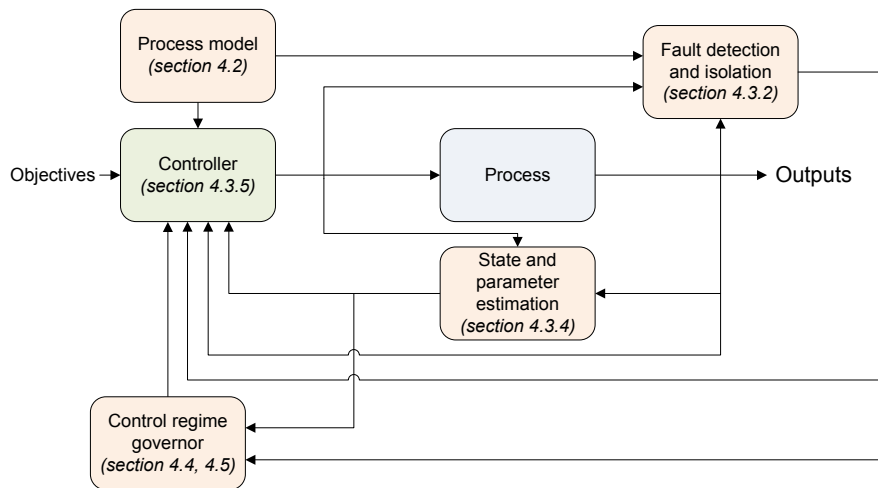 Process model
(section 4.2)
Fault detection
and isolation
(section 4.3.2)
Objectives
Controller
(section 4.3.5)
Process
Outputs
State and
parameter
estimation
(section 4.3.4)
Control regime
governor
(section 4.4, 4.5)